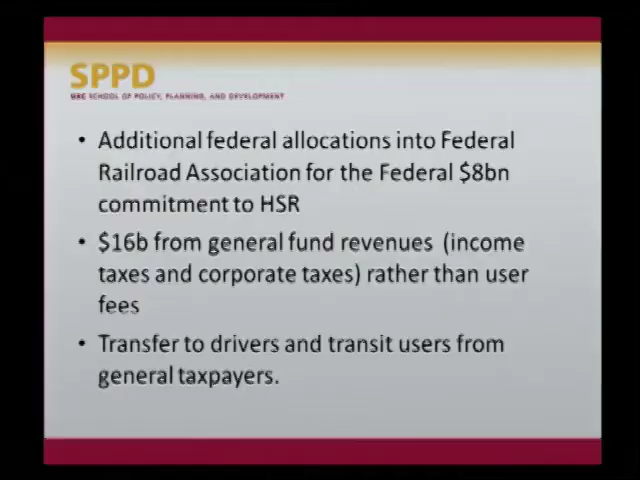 SPPD
USC SCHOOL OF POLICY, PLANNING, AND DEVELOPMENT
• Additional federal allocations into Federal
Railroad Association for the Federal $8bn
commitment to HSR
• $16b from general fund revenues (income
taxes and corporate taxes) rather than user
fees
• Transfer to drivers and transit users from
general taxpayers.